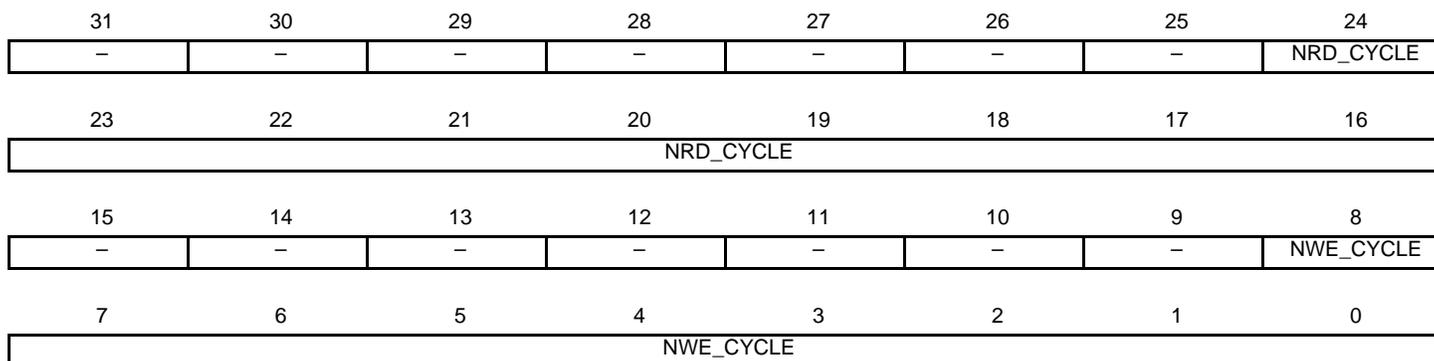 31 30 29 28 27 26 25 24
– – – – – – – NRD_CYCLE
23 22 21 20 19 18 17 16
NRD_CYCLE
15 14 13 12 11 10 9 8
– – – – – – – NWE_CYCLE
7 6 5 4 3 2 1 0
NWE_CYCLE